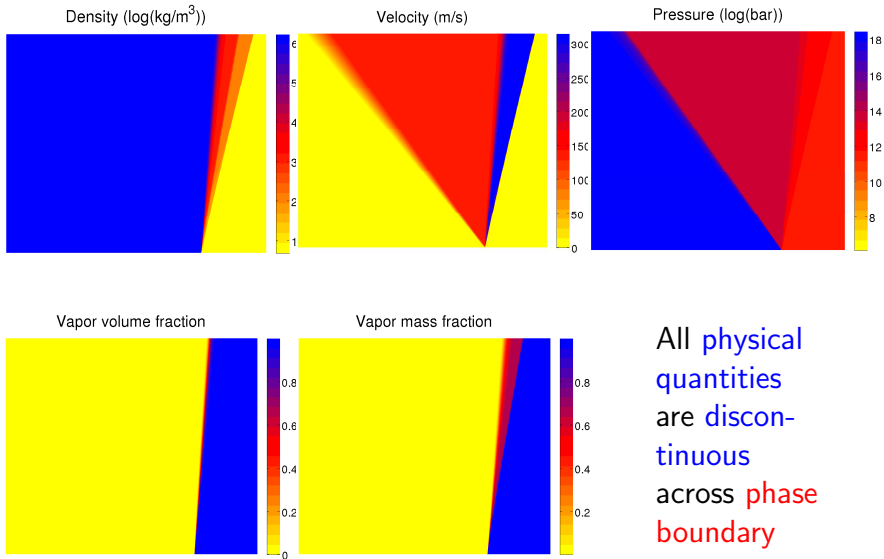 Density (log(kg/m³))
Velocity (m/s)
Pressure (log(bar))
6
5
4
3
2
1
300
250
200
150
100
50
0
18
16
14
12
10
8
Vapor volume fraction
Vapor mass fraction
0.8
0.6
0.4
0.2
0
0.8
0.6
0.4
0.2
All physical
quantities
are discon-
tinuous
across phase
boundary